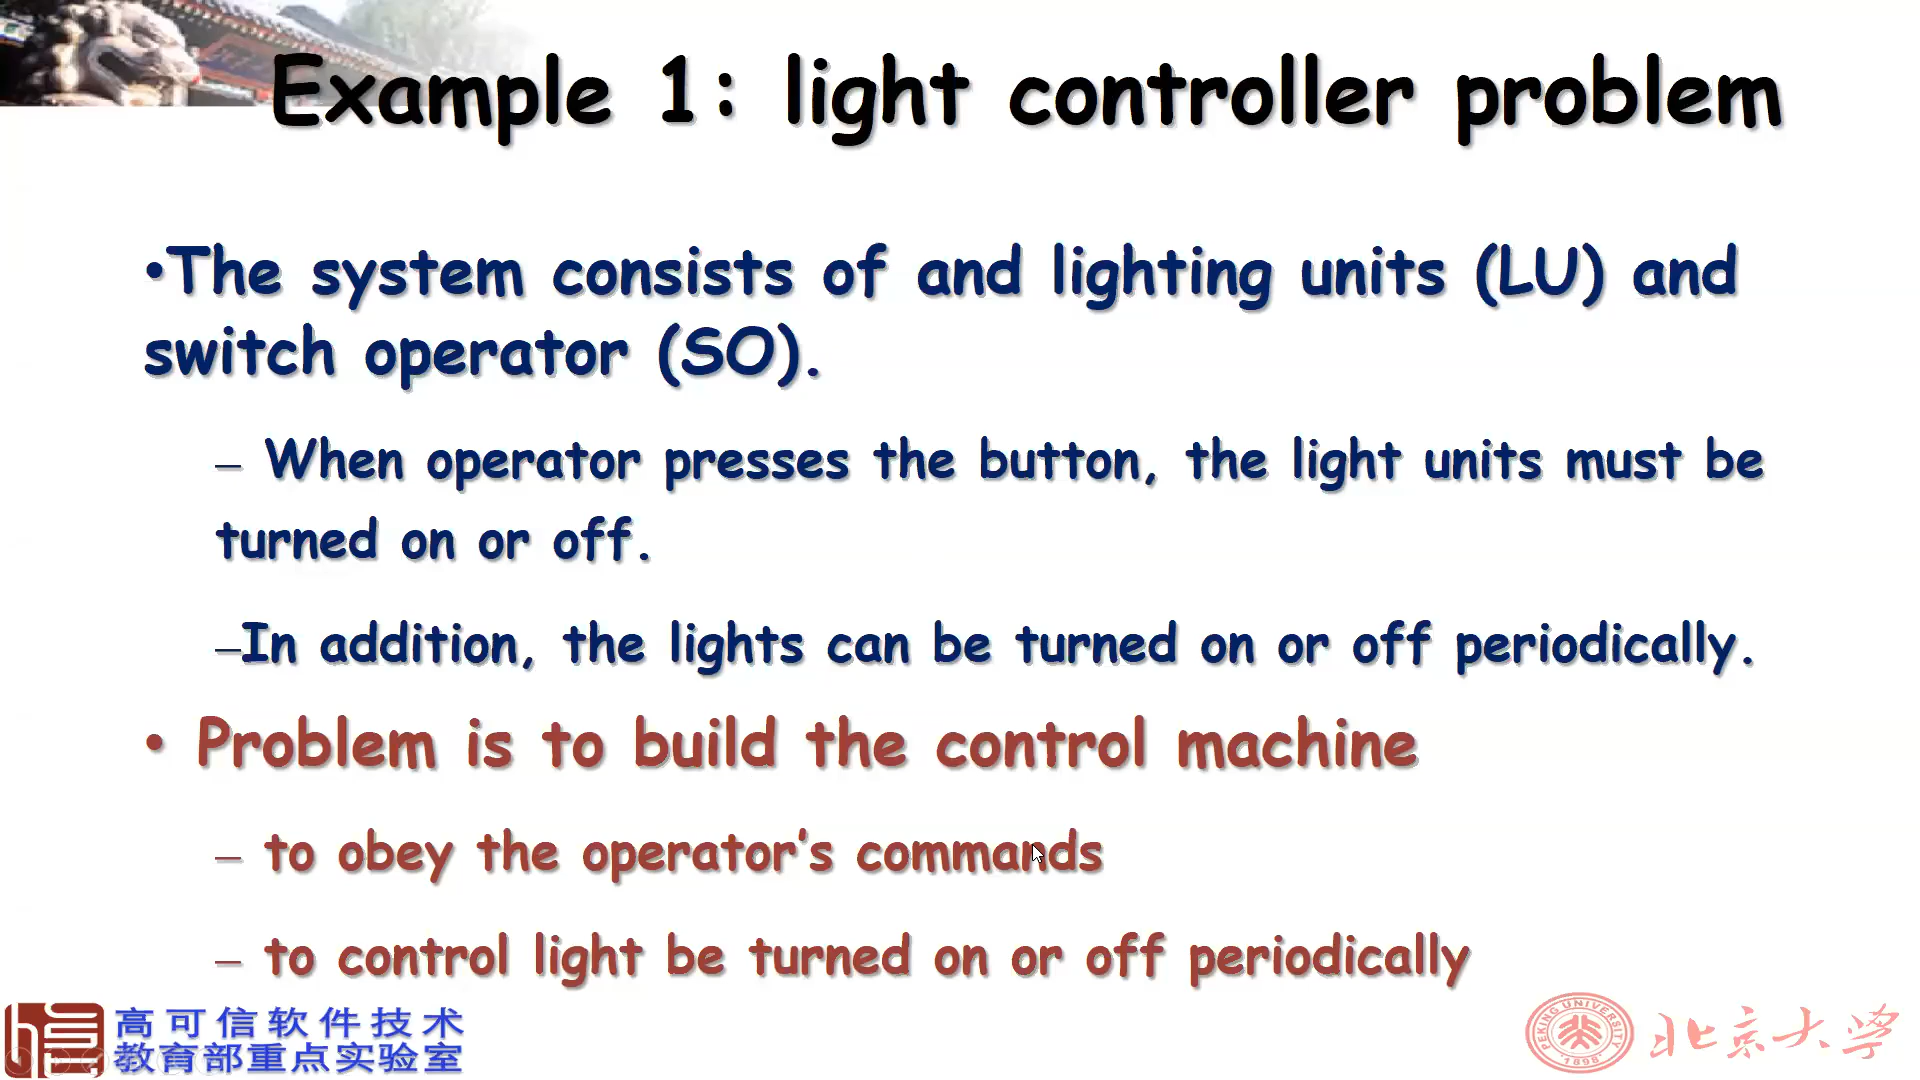 Example 1: light controller problem
•The system consists of and lighting units (LU) and
switch operator (SO).
– When operator presses the button, the light units must be
turned on or off.
–In addition, the lights can be turned on or off periodically.
• Problem is to build the control machine
– to obey the operator's commands
– to control light be turned on or off periodically
高可信软件技术
教育部重点实验室
PEKING UNIVERSITY
1898
北京大学